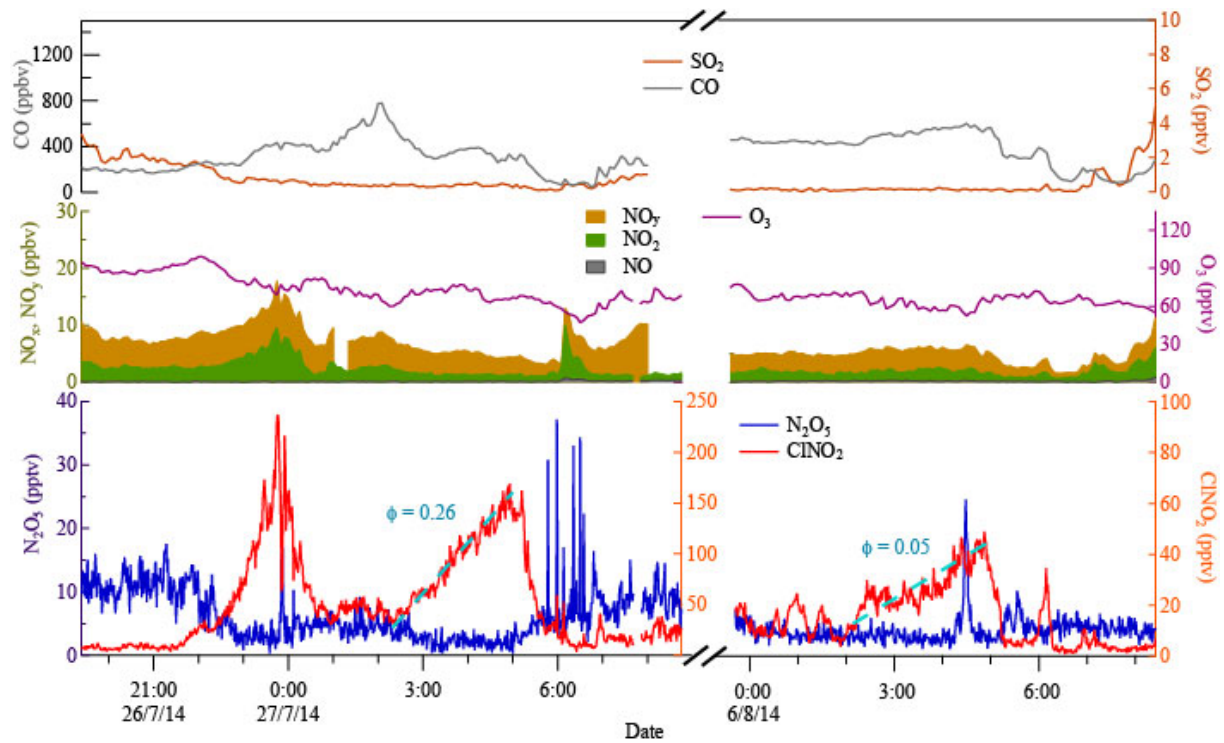 CO (ppbv)
1200
800
400
0
SO₂
CO
10
8
6
4
2
0
SO₂ (pptv)
NOₓ, NOᵧ (ppbv)
30
20
10
0
NOᵧ
NO₂
NO
O₃
120
90
60
30
0
O₃ (pptv)
N₂O₅ (pptv)
40
30
20
10
0
ϕ = 0.26
250
200
150
100
50
0
ϕ = 0.05
N₂O₅
ClNO₂
100
80
60
40
20
0
ClNO₂ (pptv)
21:00 0:00 3:00 6:00 0:00 3:00 6:00
26/7/14 27/7/14 6/8/14
Date